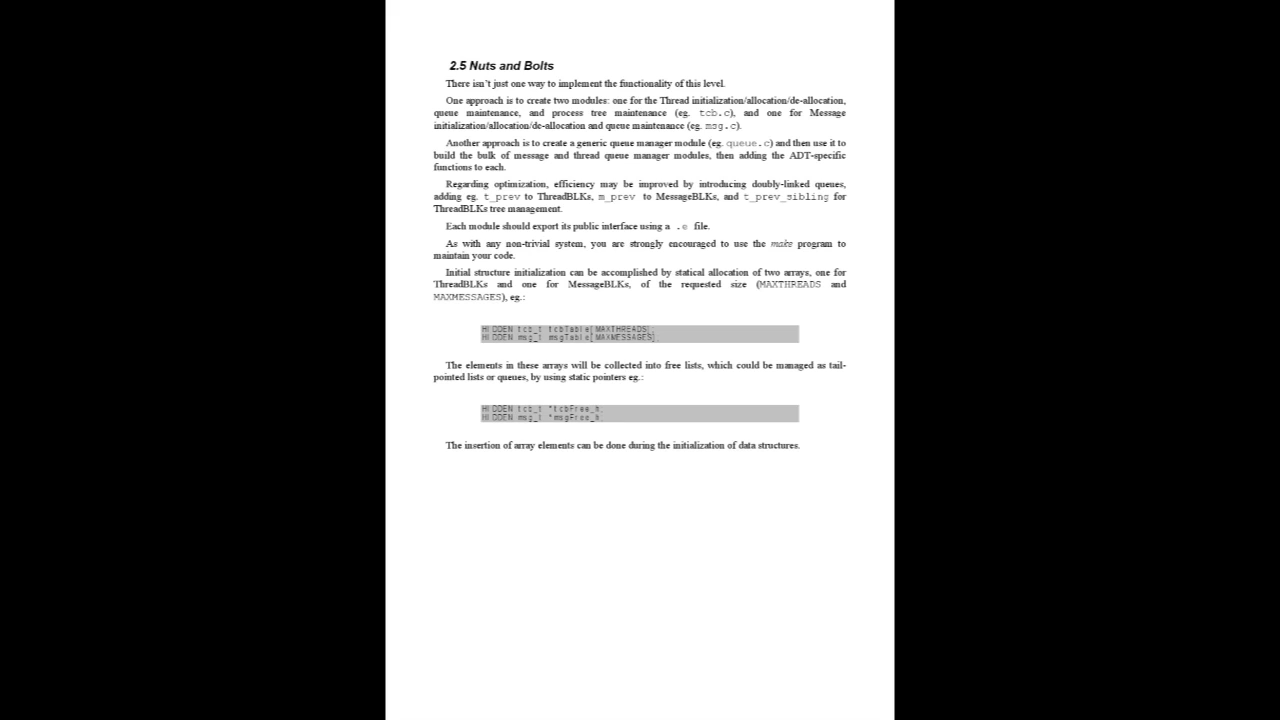 2.5 Nuts and Bolts
There isn't just one way to implement the functionality of this level.
One approach is to create two modules: one for the Thread initialization/allocation/de-allocation,
queue maintenance, and process tree maintenance (eg. tcb.c), and one for Message
initialization/allocation/de-allocation and queue maintenance (eg. msg.c).
Another approach is to create a generic queue manager module (eg. queue.c) and then use it to
build the bulk of message and thread queue manager modules, then adding the ADT-specific
functions to each.
Regarding optimization, efficiency may be improved by introducing doubly-linked queues,
adding eg. t_prev to ThreadBLKs, m_prev to MessageBLKs, and t_prev_sibling for
ThreadBLKs tree management.
Each module should export its public interface using a .e file.
As with any non-trivial system, you are strongly encouraged to use the make program to
maintain your code.
Initial structure initialization can be accomplished by statical allocation of two arrays, one for
ThreadBLKs and one for MessageBLKs, of the requested size (MAXTHREADS and
MAXMESSAGES), eg.:
HIDDEN tcb_t tcbTable[MAXTHREADS];
HIDDEN msg_t msgTable[MAXMESSAGES];
The elements in these arrays will be collected into free lists, which could be managed as tail-
pointed lists or queues, by using static pointers eg.:
HIDDEN tcb_t *tcbFree_h;
HIDDEN msg_t *msgFree_h;
The insertion of array elements can be done during the initialization of data structures.